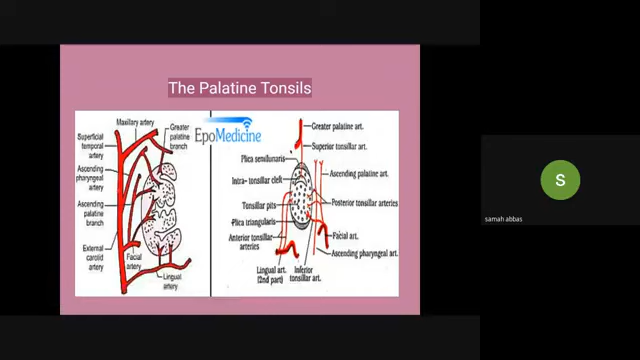 The Palatine Tonsils
Maxillary artery
Greater
palatine
branch
Superficial
temporal
artery
Ascending
pharyngeal
artery
Ascending
palatine
branch
External
carotid
artery
Facial
artery
Lingual
artery
EpoMedicine
Greater palatine art.
Superior tonsillar art.
Plica semilunaris
Ascending palatine art.
Intra-tonsillar cleft
Tonsillar pits
Posterior tonsillar arteries
Plica triangularis
Anterior tonsillar
arteries
Facial art.
Ascending pharyngeal art.
Lingual art.
(2nd part)
Inferior
tonsillar art.
S
samah abbas